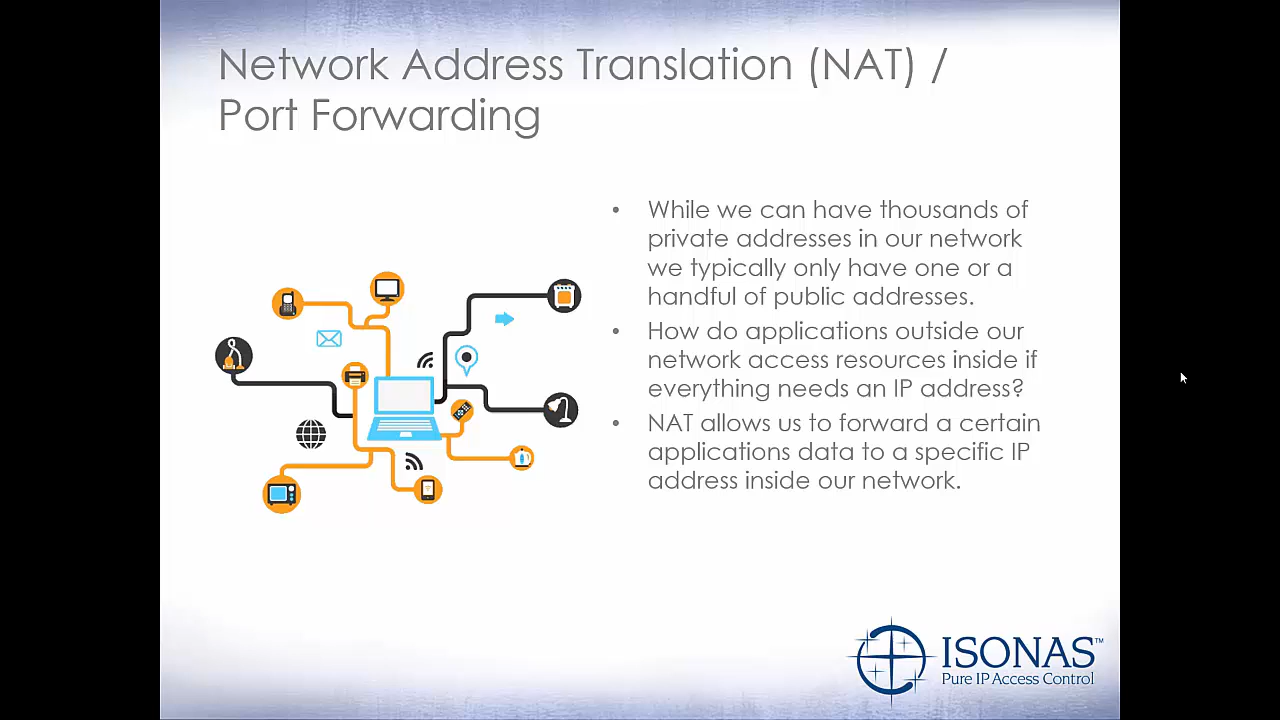 Network Address Translation (NAT) /
Port Forwarding
• While we can have thousands of
private addresses in our network
we typically only have one or a
handful of public addresses.
• How do applications outside our
network access resources inside if
everything needs an IP address?
• NAT allows us to forward a certain
applications data to a specific IP
address inside our network.
ISONAS™
Pure IP Access Control